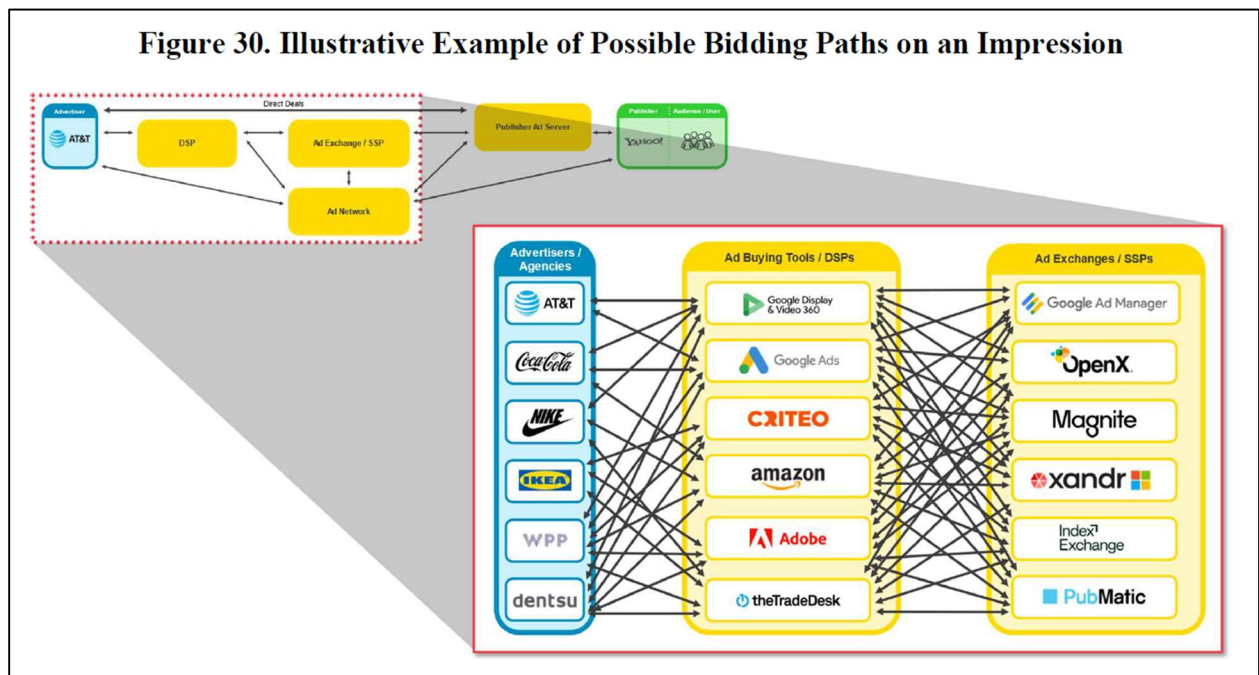 Figure 30. Illustrative Example of Possible Bidding Paths on an Impression
Direct Deals
Advertiser
AT&T
DSP
Ad Exchange / SSP
Ad Network
Publisher Ad Server
Publisher
Audience / User
YAHOO!
Advertisers /
Agencies
AT&T
Coca-Cola
NIKE
IKEA
WPP
dentsu
Ad Buying Tools / DSPs
Google Display
& Video 360
Google Ads
CRITEO
amazon
Adobe
theTradeDesk
Ad Exchanges / SSPs
Google Ad Manager
OpenX
Magnite
xandr
Index
Exchange
PubMatic